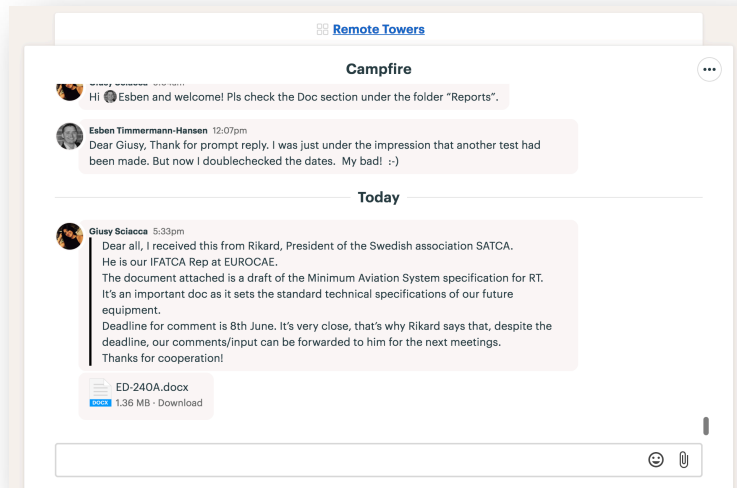 Remote Towers
Campfire
Hi Esben and welcome! Pls check the Doc section under the folder “Reports”.
Esben Timmermann-Hansen 12:07pm
Dear Giusy, Thank for prompt reply. I was just under the impression that another test had
been made. But now I doublechecked the dates. My bad! :-)
Today
Giusy Sciacca 5:33pm
Dear all, I received this from Rikard, President of the Swedish association SATCA.
He is our IFATCA Rep at EUROCAE.
The document attached is a draft of the Minimum Aviation System specification for RT.
It’s an important doc as it sets the standard technical specifications of our future
equipment.
Deadline for comment is 8th June. It’s very close, that’s why Rikard says that, despite the
deadline, our comments/input can be forwarded to him for the next meetings.
Thanks for cooperation!
ED-240A.docx
DOCX 1.36 MB · Download